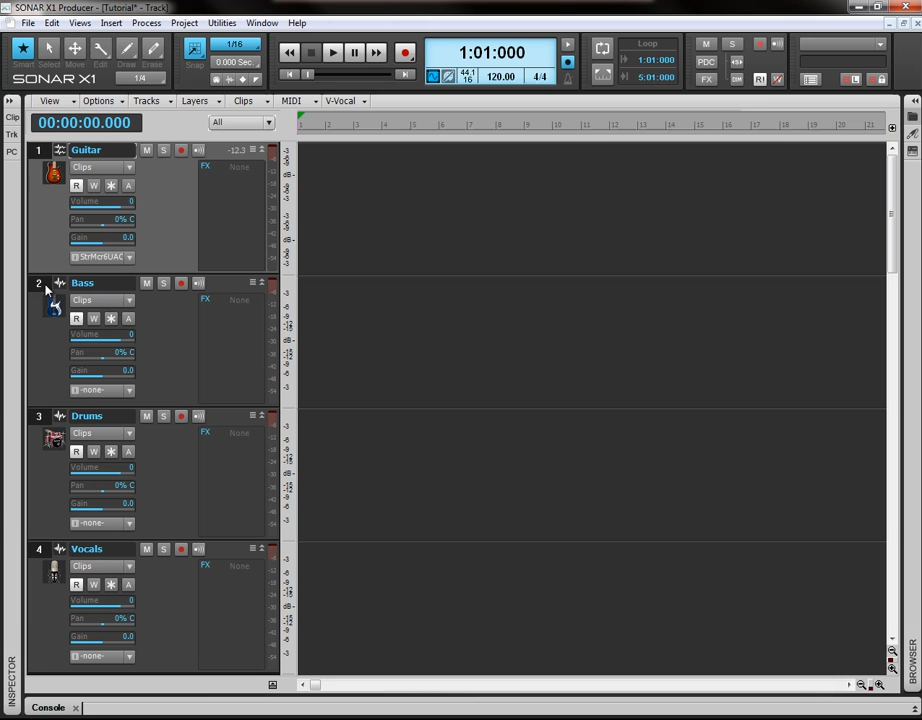 SONAR X1 Producer - [Tutorial* - Track]
File Edit Views Insert Process Project Utilities Window Help
Smart Select Move Edit Draw Erase
Snap
1/16
0.000 Sec.
SONAR X1
1/4
1:01:000
44.1
16
120.00
4/4
Loop
1:01:000
5:01:000
M S
PDC
FX
R!
View Options Tracks Layers Clips MIDI V-Vocal
Clip
Trk
PC
00:00:00.000
All
1 2 3 4 5 6 7 8 9 10 11 12 13 14 15 16 17 18 19 20 21
1 Guitar M S -12.3
Clips
FX None
R W * A
Volume 0
Pan 0% C
Gain 0.0
StrMcr6UAC
2 Bass M S
Clips
FX None
R W * A
Volume 0
Pan 0% C
Gain 0.0
-none-
3 Drums M S
Clips
FX None
R W * A
Volume 0
Pan 0% C
Gain 0.0
-none-
4 Vocals M S
Clips
FX None
R W * A
Volume 0
Pan 0% C
Gain 0.0
-none-
INSPECTOR
BROWSER
Console